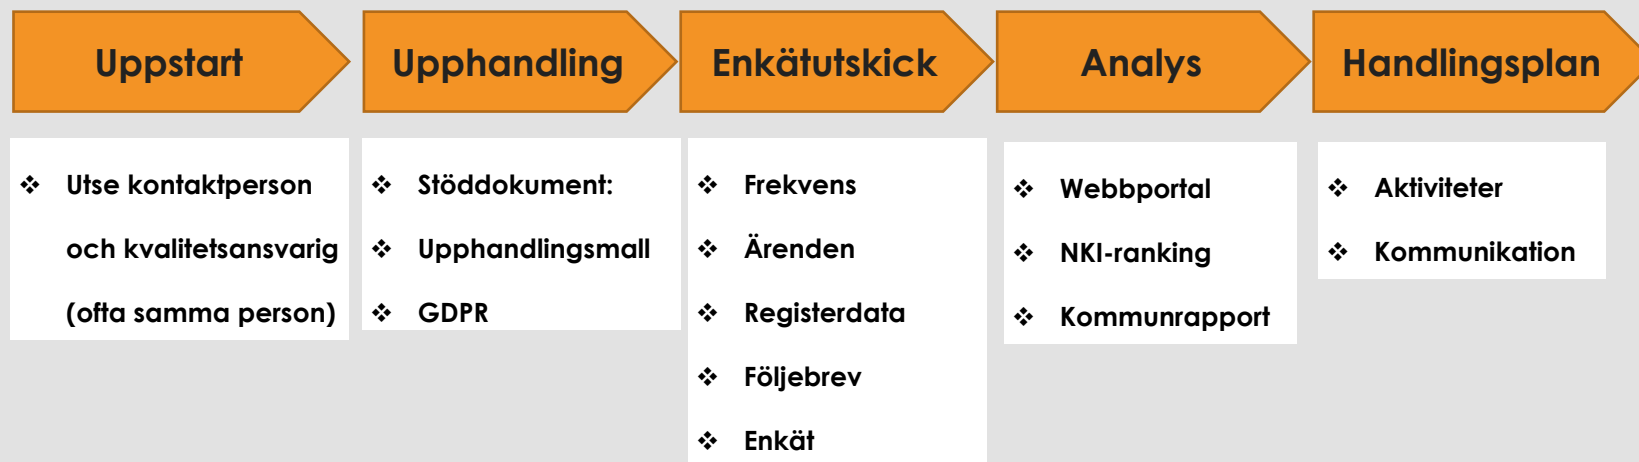 Uppstart
Upphandling
Enkätutskick
Analys
Handlingsplan
❖ Utse kontaktperson
och kvalitetsansvarig
(ofta samma person)
❖ Stöddokument:
❖ Upphandlingsmall
❖ GDPR
❖ Frekvens
❖ Ärenden
❖ Registerdata
❖ Följebrev
❖ Enkät
❖ Webbportal
❖ NKI-ranking
❖ Kommunrapport
❖ Aktiviteter
❖ Kommunikation